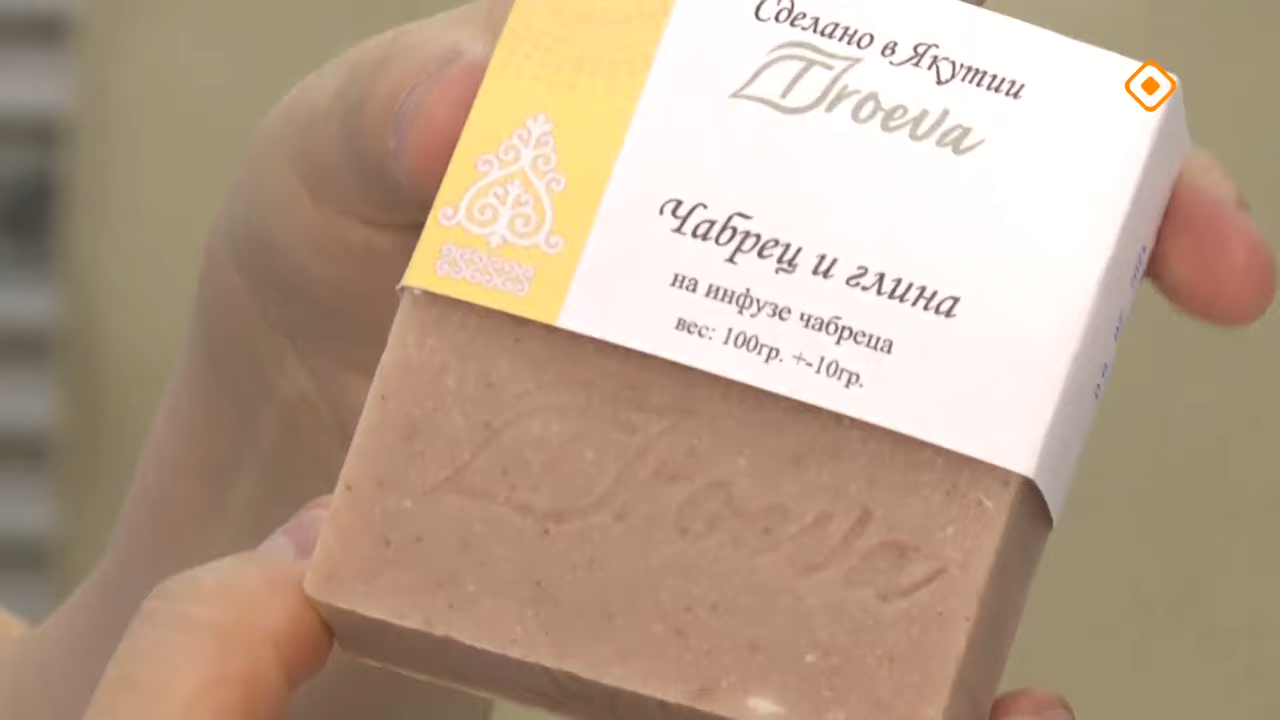 Сделано в Якутии
Troeva
Чабрец и глина
на инфузе чабреца
вес: 100гр. +-10гр.
Troeva